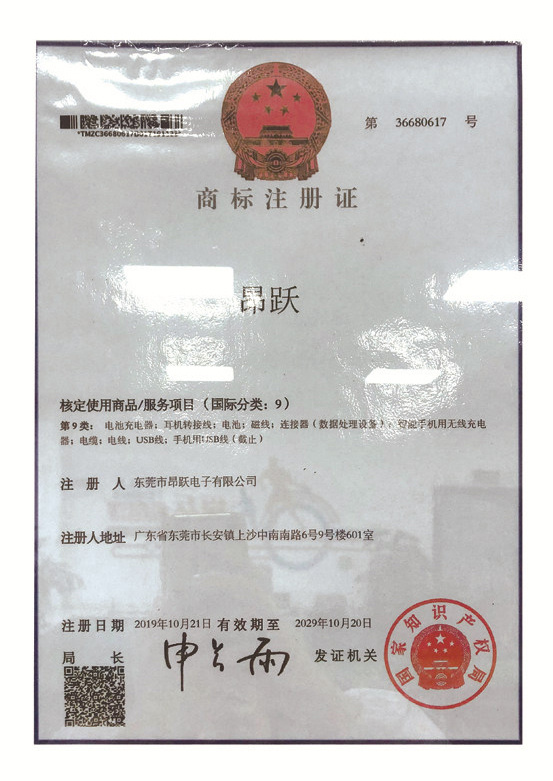 第 36680617 号
商标注册证
昂跃
核定使用商品/服务项目（国际分类：9）
第9类：电池充电器；耳机转接线；电池；磁线；连接器（数据处理设备）；智能手机用无线充电
器；电缆；电线；USB线；手机用USB线（截止）
注册人 东莞市昂跃电子有限公司
注册人地址 广东省东莞市长安镇上沙中南南路6号9号楼601室
注册日期 2019年10月21日 有效期至 2029年10月20日
局长 申长雨 发证机关
国家知识产权局